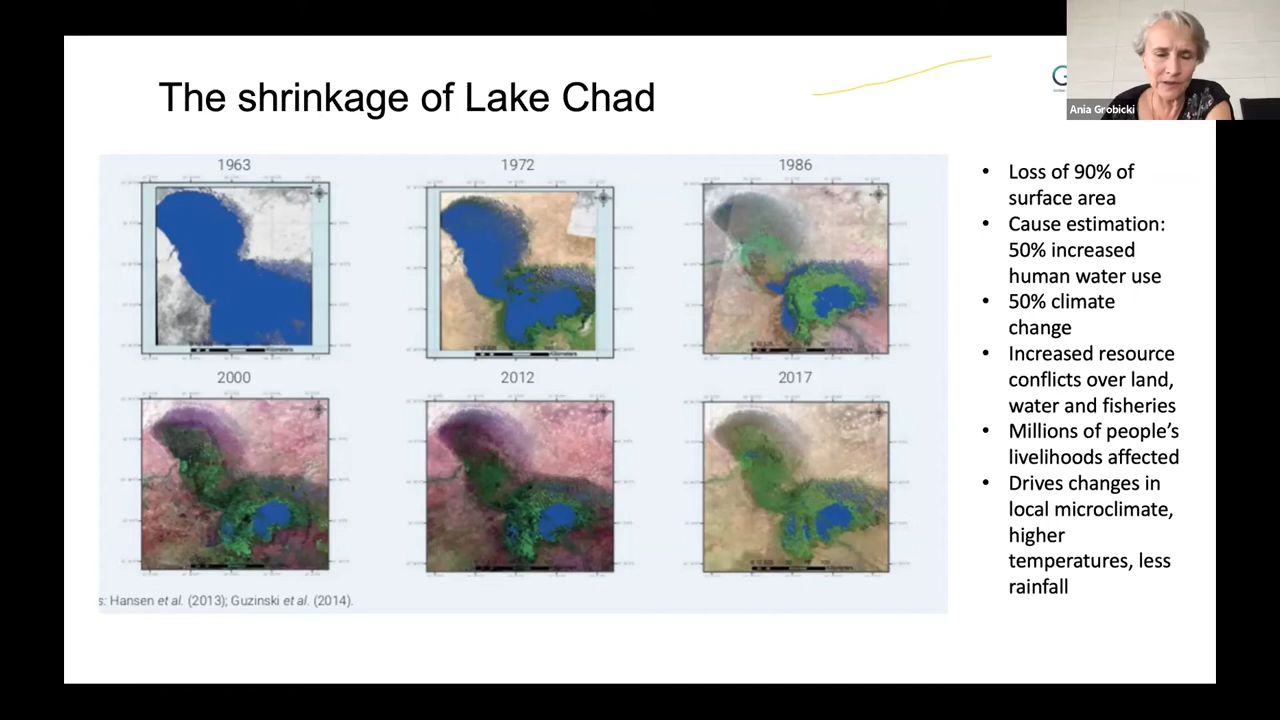 The shrinkage of Lake Chad
G
Ania Grobicki
1963
1972
1986
2000
2012
2017
s: Hansen et al. (2013); Guzinski et al. (2014).
• Loss of 90% of
surface area
• Cause estimation:
50% increased
human water use
• 50% climate
change
• Increased resource
conflicts over land,
water and fisheries
• Millions of people’s
livelihoods affected
• Drives changes in
local microclimate,
higher
temperatures, less
rainfall